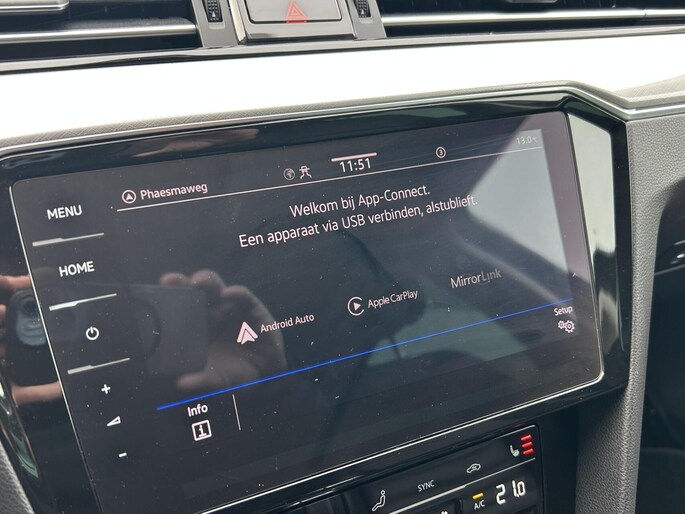 Phaesmaweg
11:51
3
13.0°C
MENU
Welkom bij App-Connect.
Een apparaat via USB verbinden, alstublieft.
HOME
Android Auto
Apple CarPlay
MirrorLink
Setup
+
-
Info
SYNC
A/C
21.0